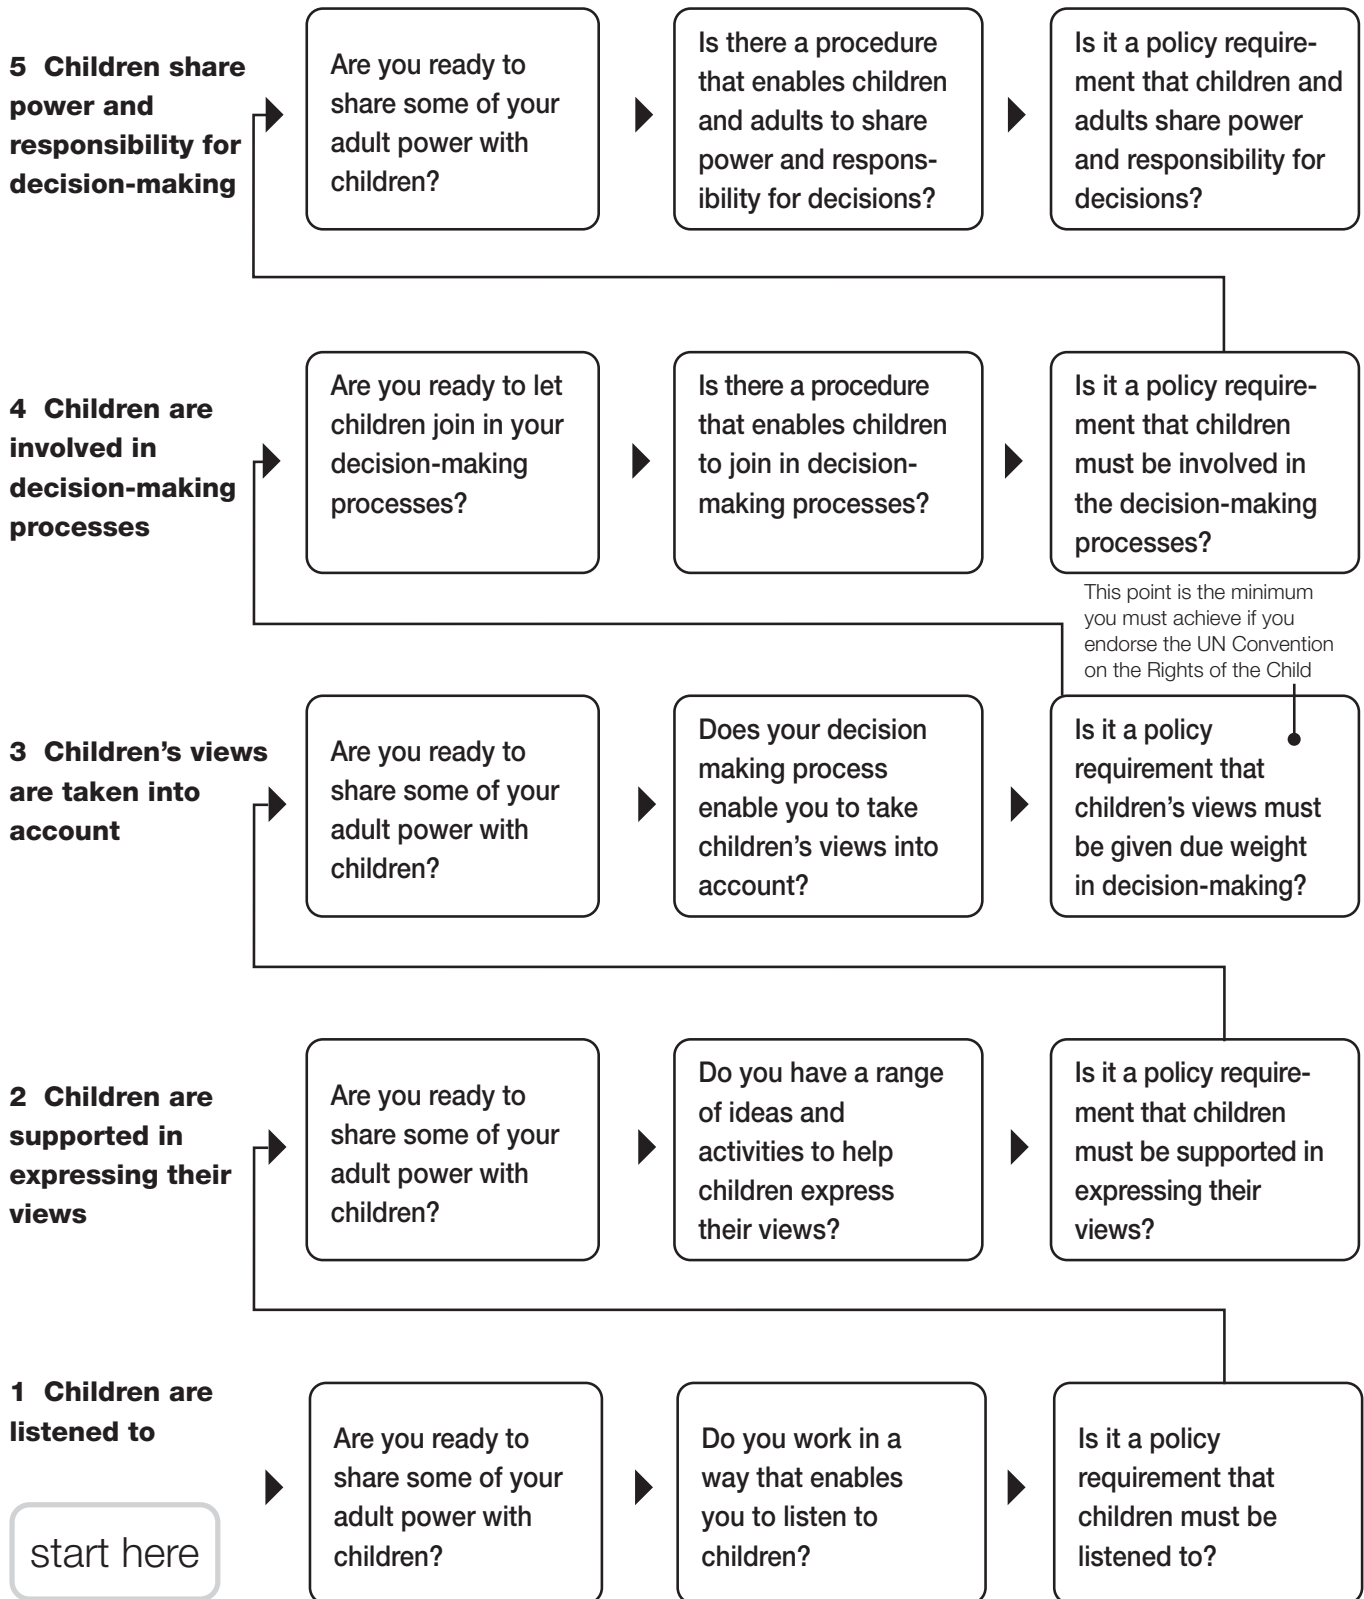 5 Children share
power and
responsibility for
decision-making
Are you ready to
share some of your
adult power with
children?
Is there a procedure
that enables children
and adults to share
power and respons-
ibility for decisions?
Is it a policy require-
ment that children and
adults share power
and responsibility for
decisions?
4 Children are
involved in
decision-making
processes
Are you ready to let
children join in your
decision-making
processes?
Is there a procedure
that enables children
to join in decision-
making processes?
Is it a policy require-
ment that children
must be involved in
the decision-making
processes?
This point is the minimum
you must achieve if you
endorse the UN Convention
on the Rights of the Child
3 Children’s views
are taken into
account
Are you ready to
share some of your
adult power with
children?
Does your decision
making process
enable you to take
children’s views into
account?
Is it a policy
requirement that
children’s views must
be given due weight
in decision-making?
2 Children are
supported in
expressing their
views
Are you ready to
share some of your
adult power with
children?
Do you have a range
of ideas and
activities to help
children express
their views?
Is it a policy require-
ment that children
must be supported in
expressing their
views?
1 Children are
listened to
start here
Are you ready to
share some of your
adult power with
children?
Do you work in a
way that enables
you to listen to
children?
Is it a policy
requirement that
children must be
listened to?